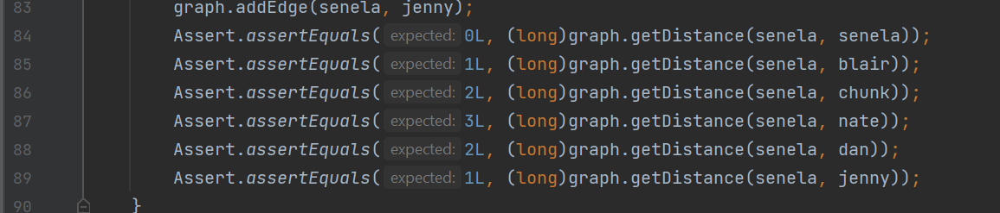 83 graph.addEdge(senela, jenny);
84 Assert.assertEquals( expected: 0L, (long)graph.getDistance(senela, senela));
85 Assert.assertEquals( expected: 1L, (long)graph.getDistance(senela, blair));
86 Assert.assertEquals( expected: 2L, (long)graph.getDistance(senela, chunk));
87 Assert.assertEquals( expected: 3L, (long)graph.getDistance(senela, nate));
88 Assert.assertEquals( expected: 2L, (long)graph.getDistance(senela, dan));
89 Assert.assertEquals( expected: 1L, (long)graph.getDistance(senela, jenny));
90 }